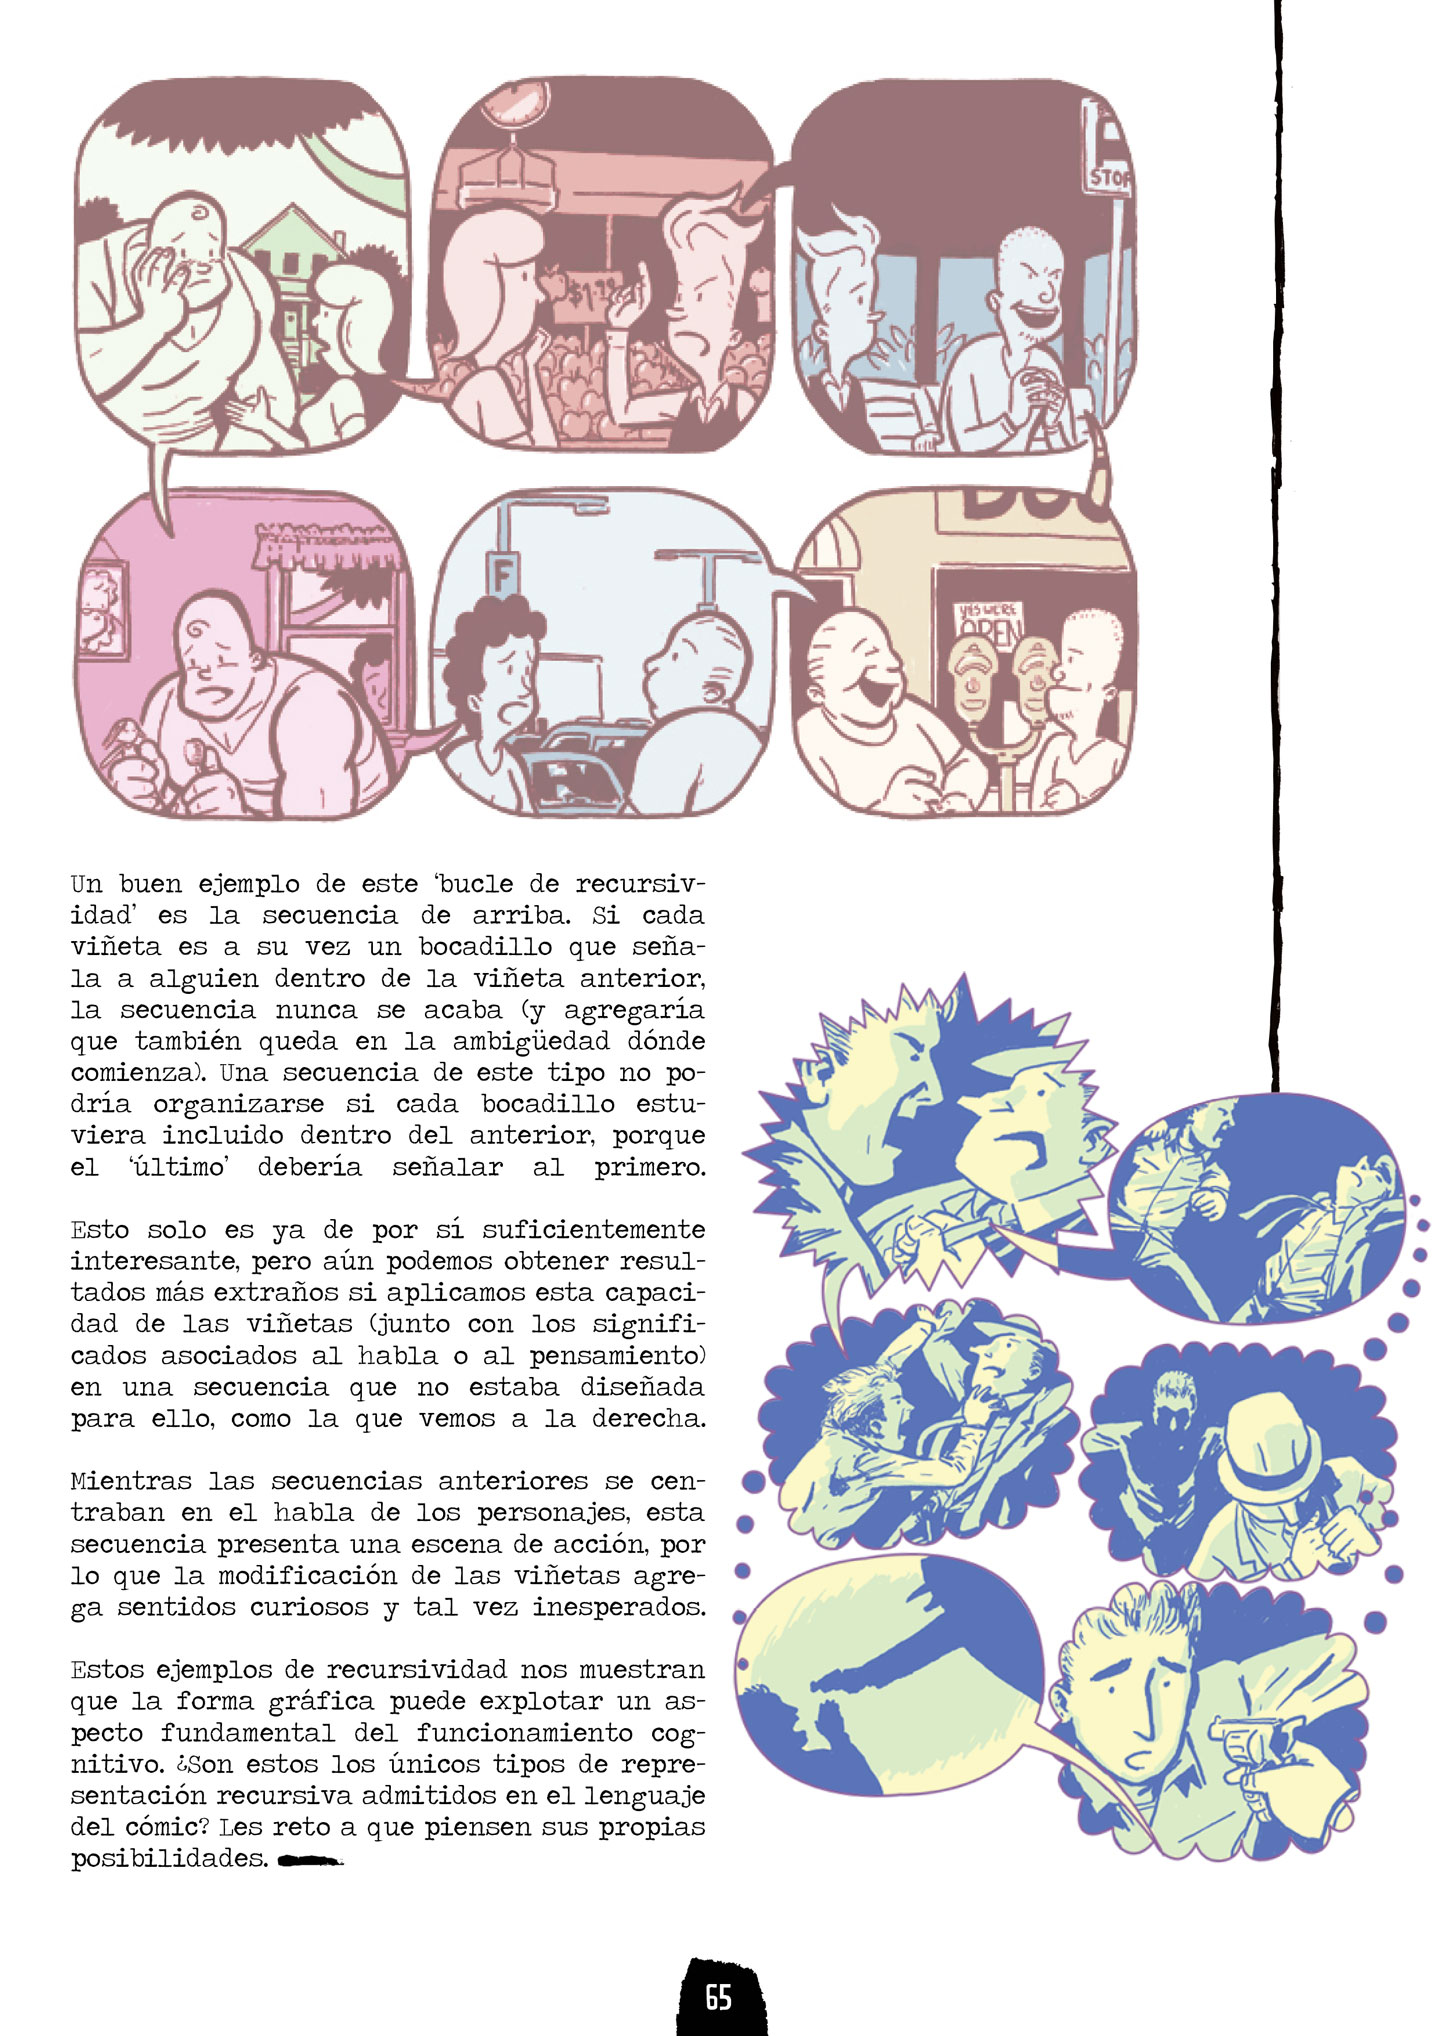 STOP
$1.99
F
DOU
YES WE'RE
OPEN
Un buen ejemplo de este ‘bucle de recursiv-
idad’ es la secuencia de arriba. Si cada
viñeta es a su vez un bocadillo que seña-
la a alguien dentro de la viñeta anterior,
la secuencia nunca se acaba (y agregaría
que también queda en la ambigüedad dónde
comienza). Una secuencia de este tipo no po-
dría organizarse si cada bocadillo estu-
viera incluido dentro del anterior, porque
el ‘último’ debería señalar al primero.
Esto solo es ya de por sí suficientemente
interesante, pero aún podemos obtener resul-
tados más extraños si aplicamos esta capaci-
dad de las viñetas (junto con los signifi-
cados asociados al habla o al pensamiento)
en una secuencia que no estaba diseñada
para ello, como la que vemos a la derecha.
Mientras las secuencias anteriores se cen-
traban en el habla de los personajes, esta
secuencia presenta una escena de acción, por
lo que la modificación de las viñetas agre-
ga sentidos curiosos y tal vez inesperados.
Estos ejemplos de recursividad nos muestran
que la forma gráfica puede explotar un as-
pecto fundamental del funcionamiento cog-
nitivo. ¿Son estos los únicos tipos de repre-
sentación recursiva admitidos en el lenguaje
del cómic? Les reto a que piensen sus propias
posibilidades.
65